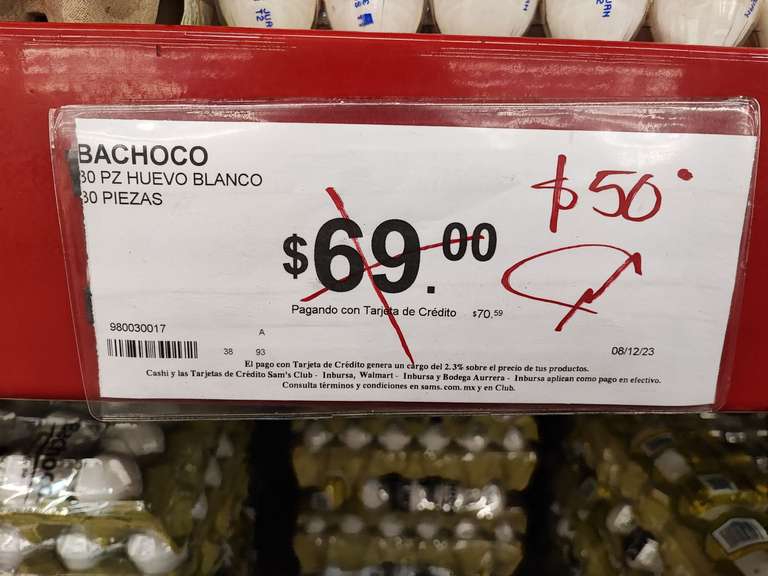 BACHOCO
30 PZ HUEVO BLANCO
30 PIEZAS
$50
$69.00
Pagando con Tarjeta de Crédito $70.59
980030017
A
38 93
08/12/23
El pago con Tarjeta de Crédito genera un cargo del 2.3% sobre el precio de tus productos.
Cashi y las Tarjetas de Crédito Sam's Club - Inbursa, Walmart - Inbursa y Bodega Aurrera - Inbursa aplican como pago en efectivo.
Consulta términos y condiciones en sams.com.mx y en Club.
Bachoco